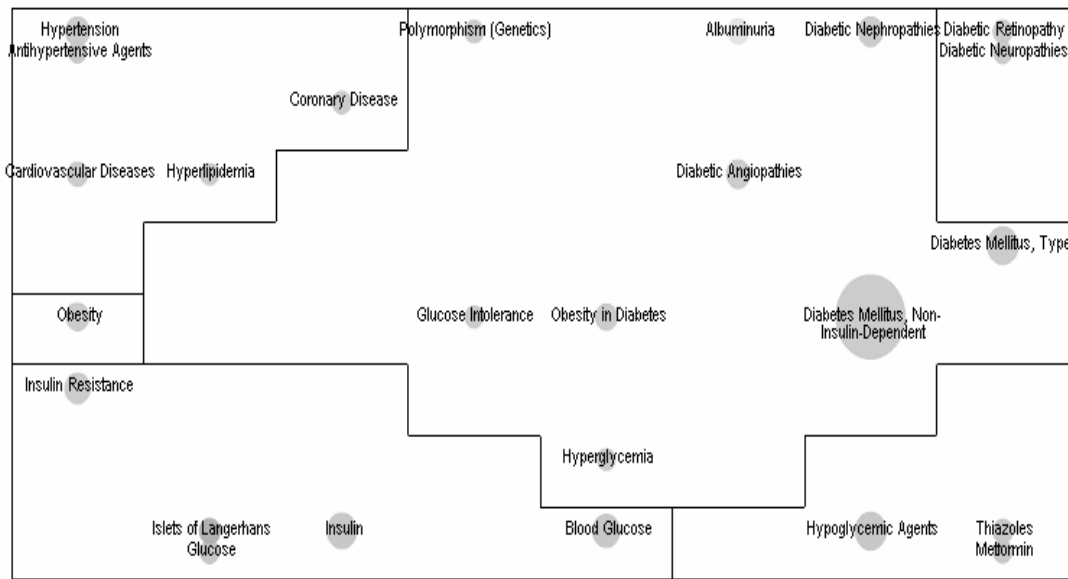 Hypertension
Antihypertensive Agents
Polymorphism (Genetics)
Albuminuria
Diabetic Nephropathies
Diabetic Retinopathy
Diabetic Neuropathies
Coronary Disease
Cardiovascular Diseases
Hyperlipidemia
Diabetic Angiopathies
Diabetes Mellitus, Type
Obesity
Glucose Intolerance
Obesity in Diabetes
Diabetes Mellitus, Non-
Insulin-Dependent
Insulin Resistance
Hyperglycemia
Islets of Langerhans
Glucose
Insulin
Blood Glucose
Hypoglycemic Agents
Thiazoles
Metformin